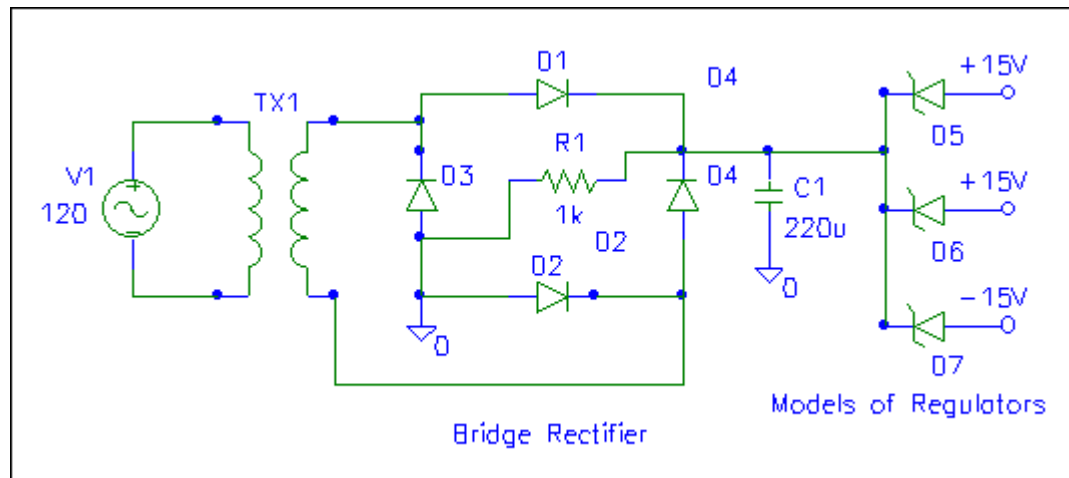 D1
D4
+15V
TX1
R1
D5
V1
120
D3
D4
C1
+15V
1k
220u
D2
D2
D6
0
-15V
0
D7
Models of Regulators
Bridge Rectifier